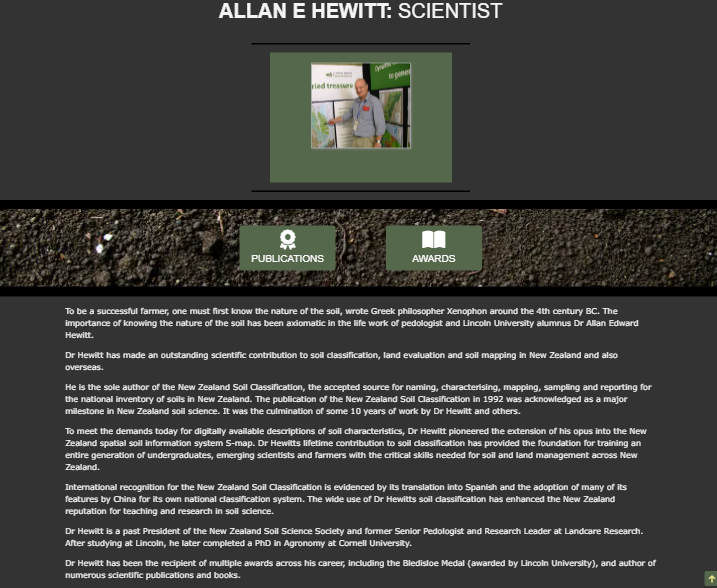 ALLAN E HEWITT: SCIENTIST
to gener
ried treasure
PUBLICATIONS
AWARDS
To be a successful farmer, one must first know the nature of the soil, wrote Greek philosopher Xenophon around the 4th century BC. The
importance of knowing the nature of the soil has been axiomatic in the life work of pedologist and Lincoln University alumnus Dr Allan Edward
Hewitt.
Dr Hewitt has made an outstanding scientific contribution to soil classification, land evaluation and soil mapping in New Zealand and also
overseas.
He is the sole author of the New Zealand Soil Classification, the accepted source for naming, characterising, mapping, sampling and reporting for
the national inventory of soils in New Zealand. The publication of the New Zealand Soil Classification in 1992 was acknowledged as a major
milestone in New Zealand soil science. It was the culmination of some 10 years of work by Dr Hewitt and others.
To meet the demands today for digitally available descriptions of soil characteristics, Dr Hewitt pioneered the extension of his opus into the New
Zealand spatial soil information system S-map. Dr Hewitts lifetime contribution to soil classification has provided the foundation for training an
entire generation of undergraduates, emerging scientists and farmers with the critical skills needed for soil and land management across New
Zealand.
International recognition for the New Zealand Soil Classification is evidenced by its translation into Spanish and the adoption of many of its
features by China for its own national classification system. The wide use of Dr Hewitts soil classification has enhanced the New Zealand
reputation for teaching and research in soil science.
Dr Hewitt is a past President of the New Zealand Soil Science Society and former Senior Pedologist and Research Leader at Landcare Research.
After studying at Lincoln, he later completed a PhD in Agronomy at Cornell University.
Dr Hewitt has been the recipient of multiple awards across his career, including the Bledisloe Medal (awarded by Lincoln University), and author of
numerous scientific publications and books.